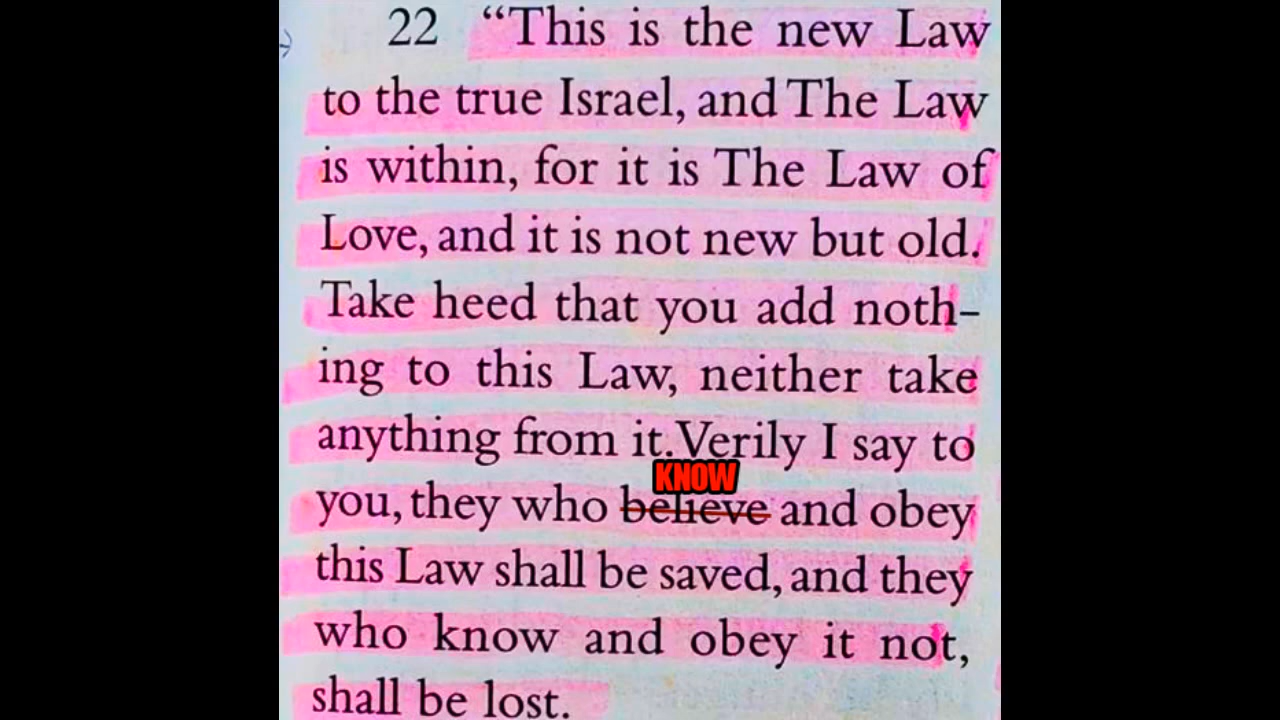 22 “This is the new Law
to the true Israel, and The Law
is within, for it is The Law of
Love, and it is not new but old.
Take heed that you add noth-
ing to this Law, neither take
anything from it. Verily I say to
KNOW
you, they who believe and obey
this Law shall be saved, and they
who know and obey it not,
shall be lost.